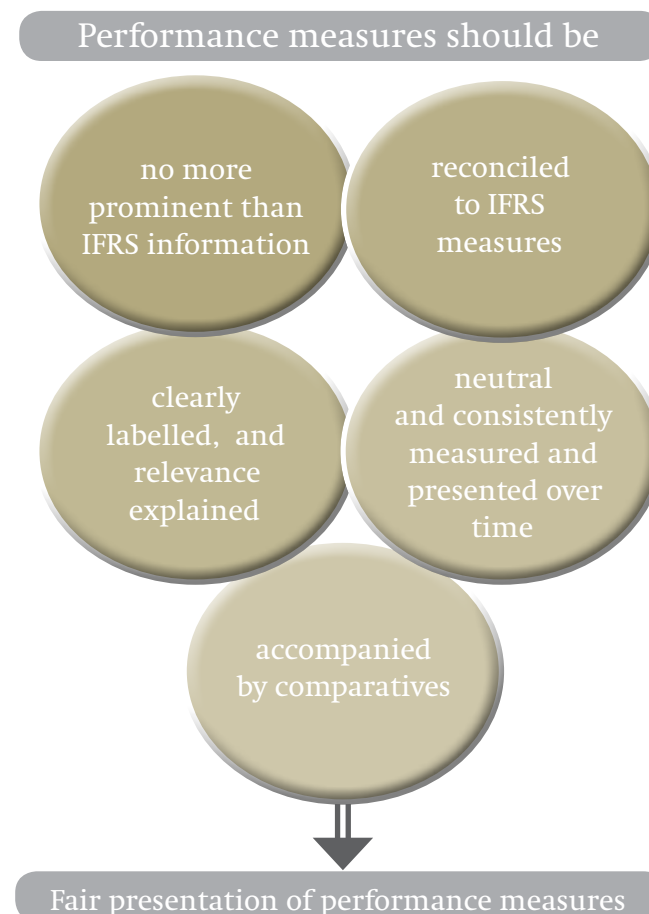 Performance measures should be
no more
prominent than
IFRS information
reconciled
to IFRS
measures
clearly
labelled, and
relevance
explained
neutral
and consistently
measured and
presented over
time
accompanied
by comparatives
Fair presentation of performance measures